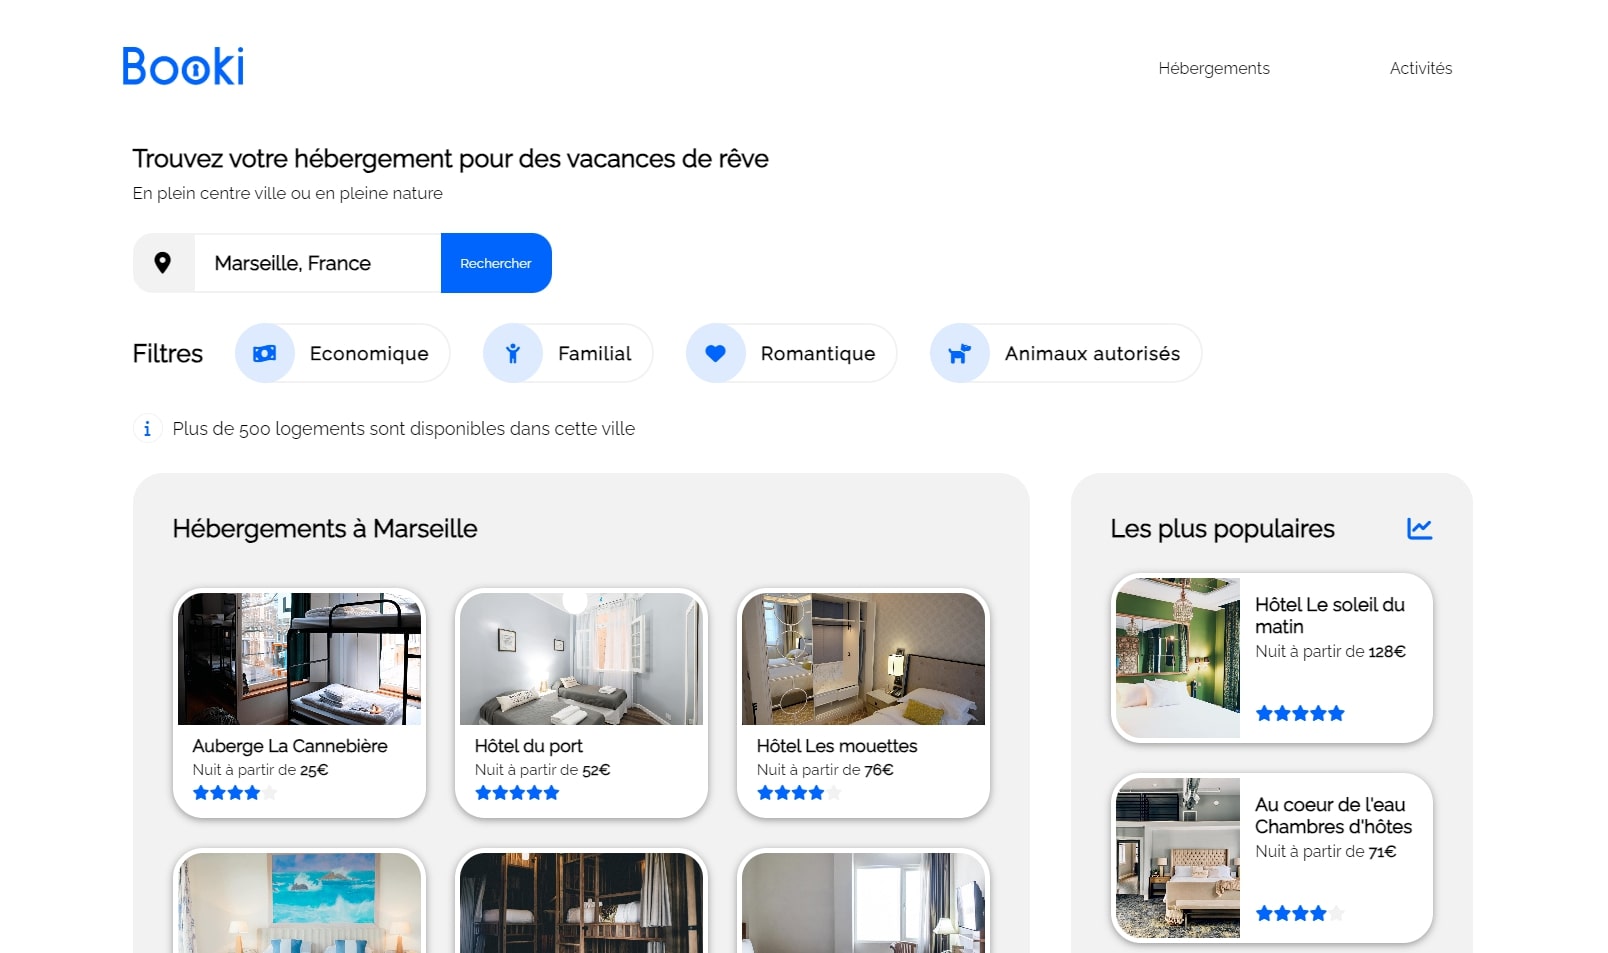 Booki
Hébergements
Activités
Trouvez votre hébergement pour des vacances de rêve
En plein centre ville ou en pleine nature
Marseille, France
Rechercher
Filtres
Economique
Familial
Romantique
Animaux autorisés
Plus de 500 logements sont disponibles dans cette ville
Hébergements à Marseille
Auberge La Cannebière
Nuit à partir de 25€
Hôtel du port
Nuit à partir de 52€
Hôtel Les mouettes
Nuit à partir de 76€
Les plus populaires
Hôtel Le soleil du
matin
Nuit à partir de 128€
Au coeur de l'eau
Chambres d'hôtes
Nuit à partir de 71€